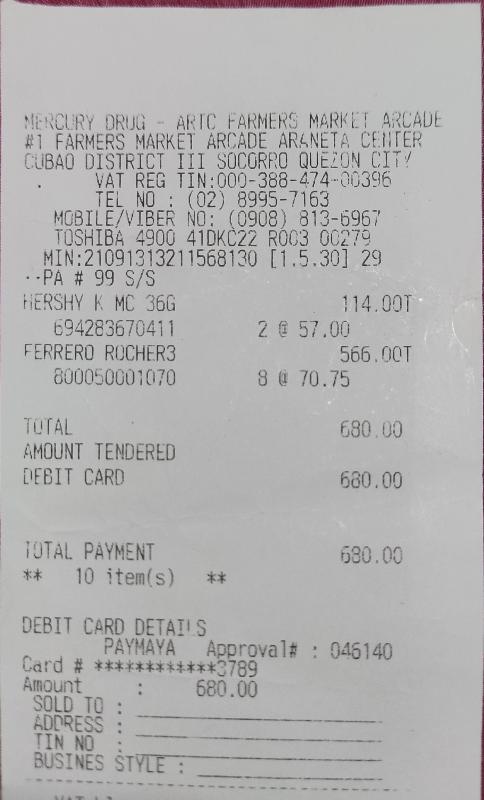 MERCURY DRUG - ARTC FARMERS MARKET ARCADE
#1 FARMERS MARKET ARCADE ARANETA CENTER
CUBAO DISTRICT III SOCORRO QUEZON CITY
VAT REG TIN:000-388-474-00396
TEL NO : (02) 8995-7163
MOBILE/VIBER NO: (0908) 813-6967
TOSHIBA 4900 41DKC22 R003 00279
MIN:21091313211568130 [1.5.30] 29
--PA # 99 S/S
HERSHY K MC 36G 114.00T
694283670411 2 @ 57.00
FERRERO ROCHER3 566.00T
800050001070 8 @ 70.75
TOTAL 680.00
AMOUNT TENDERED
DEBIT CARD 680.00
TOTAL PAYMENT 680.00
** 10 item(s) **
DEBIT CARD DETAILS
PAYMAYA Approval# : 046140
Card # ************3789
Amount : 680.00
SOLD TO :
ADDRESS :
TIN NO :
BUSINES STYLE :